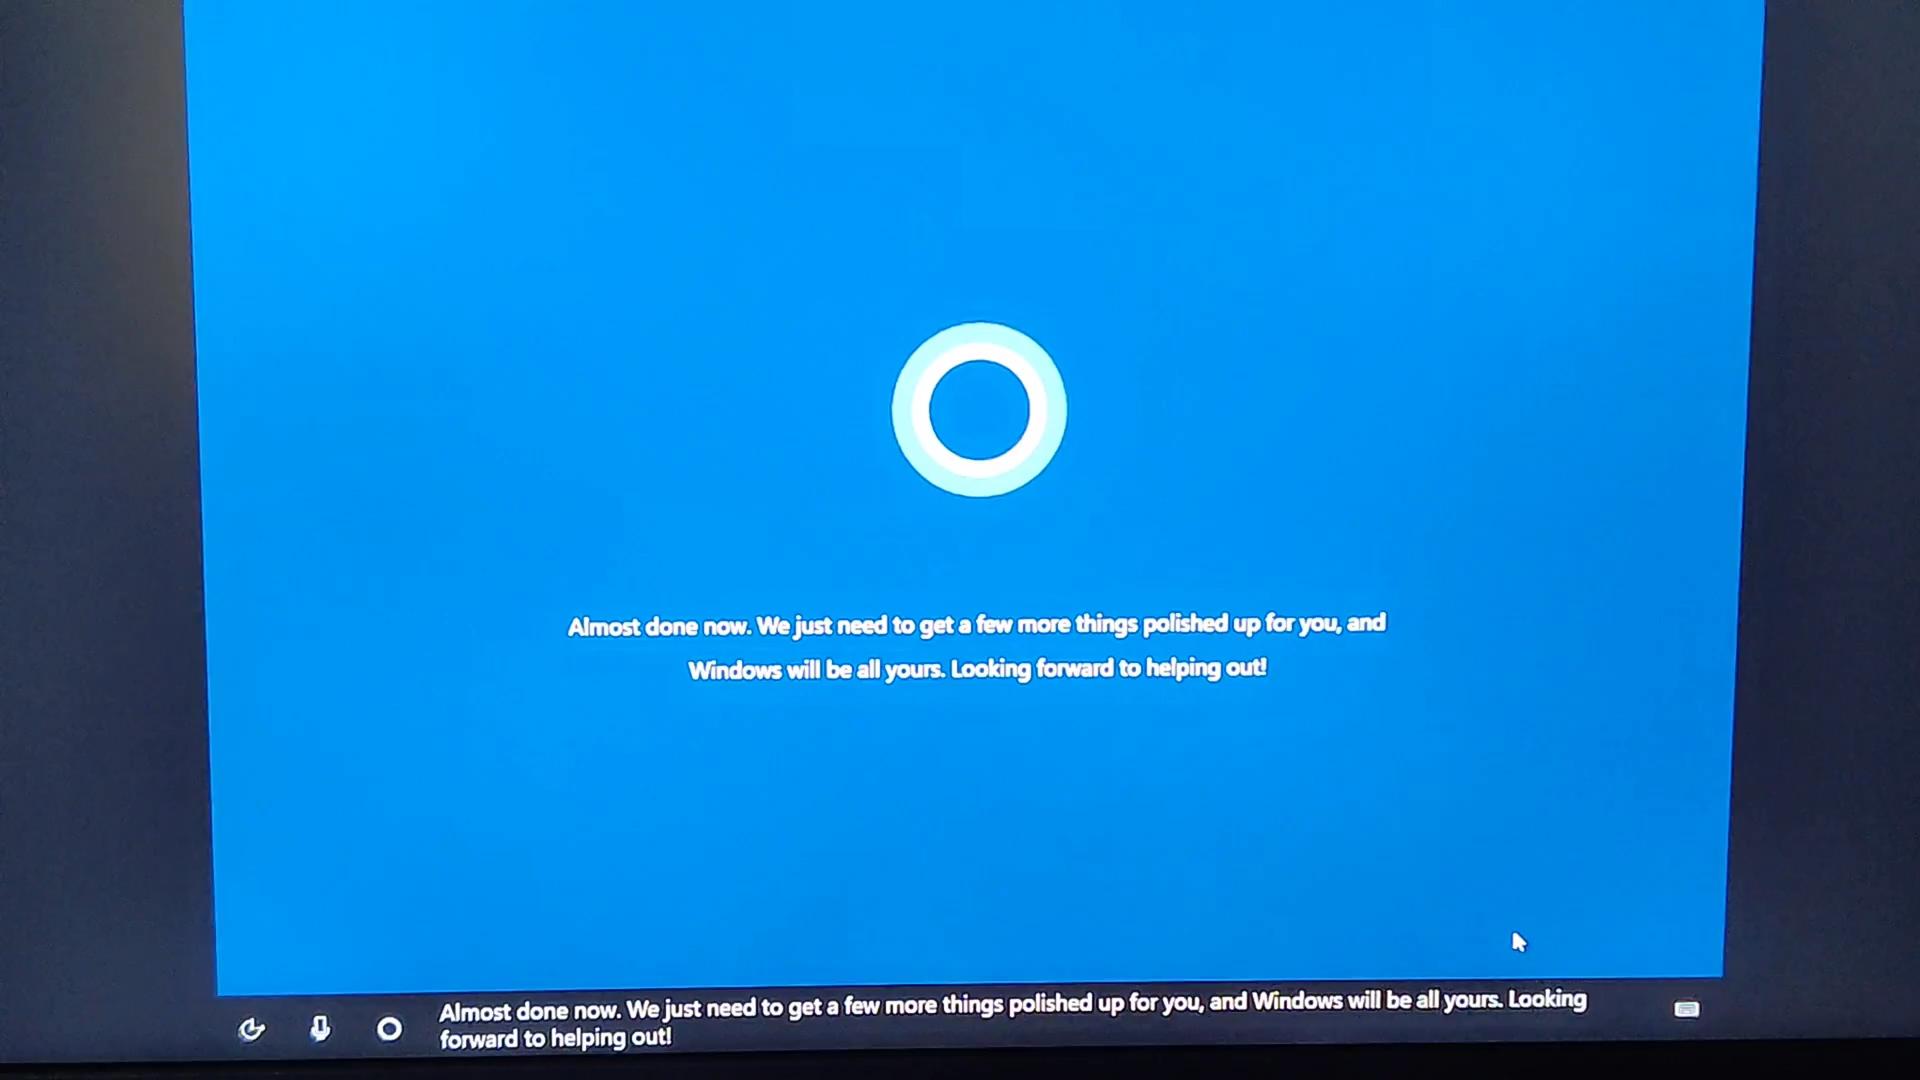 Almost done now. We just need to get a few more things polished up for you, and
Windows will be all yours. Looking forward to helping out!
Almost done now. We just need to get a few more things polished up for you, and Windows will be all yours. Looking
forward to helping out!